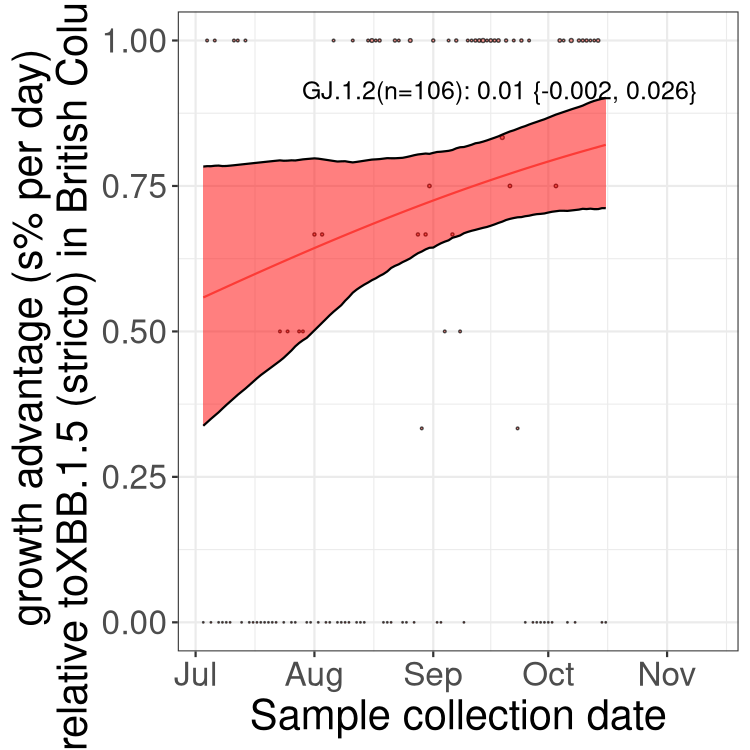 growth advantage (s% per day)
relative toXBB.1.5 (stricto) in British Colu
1.00
0.75
0.50
0.25
0.00
GJ.1.2(n=106): 0.01 {-0.002, 0.026}
Jul Aug Sep Oct Nov
Sample collection date